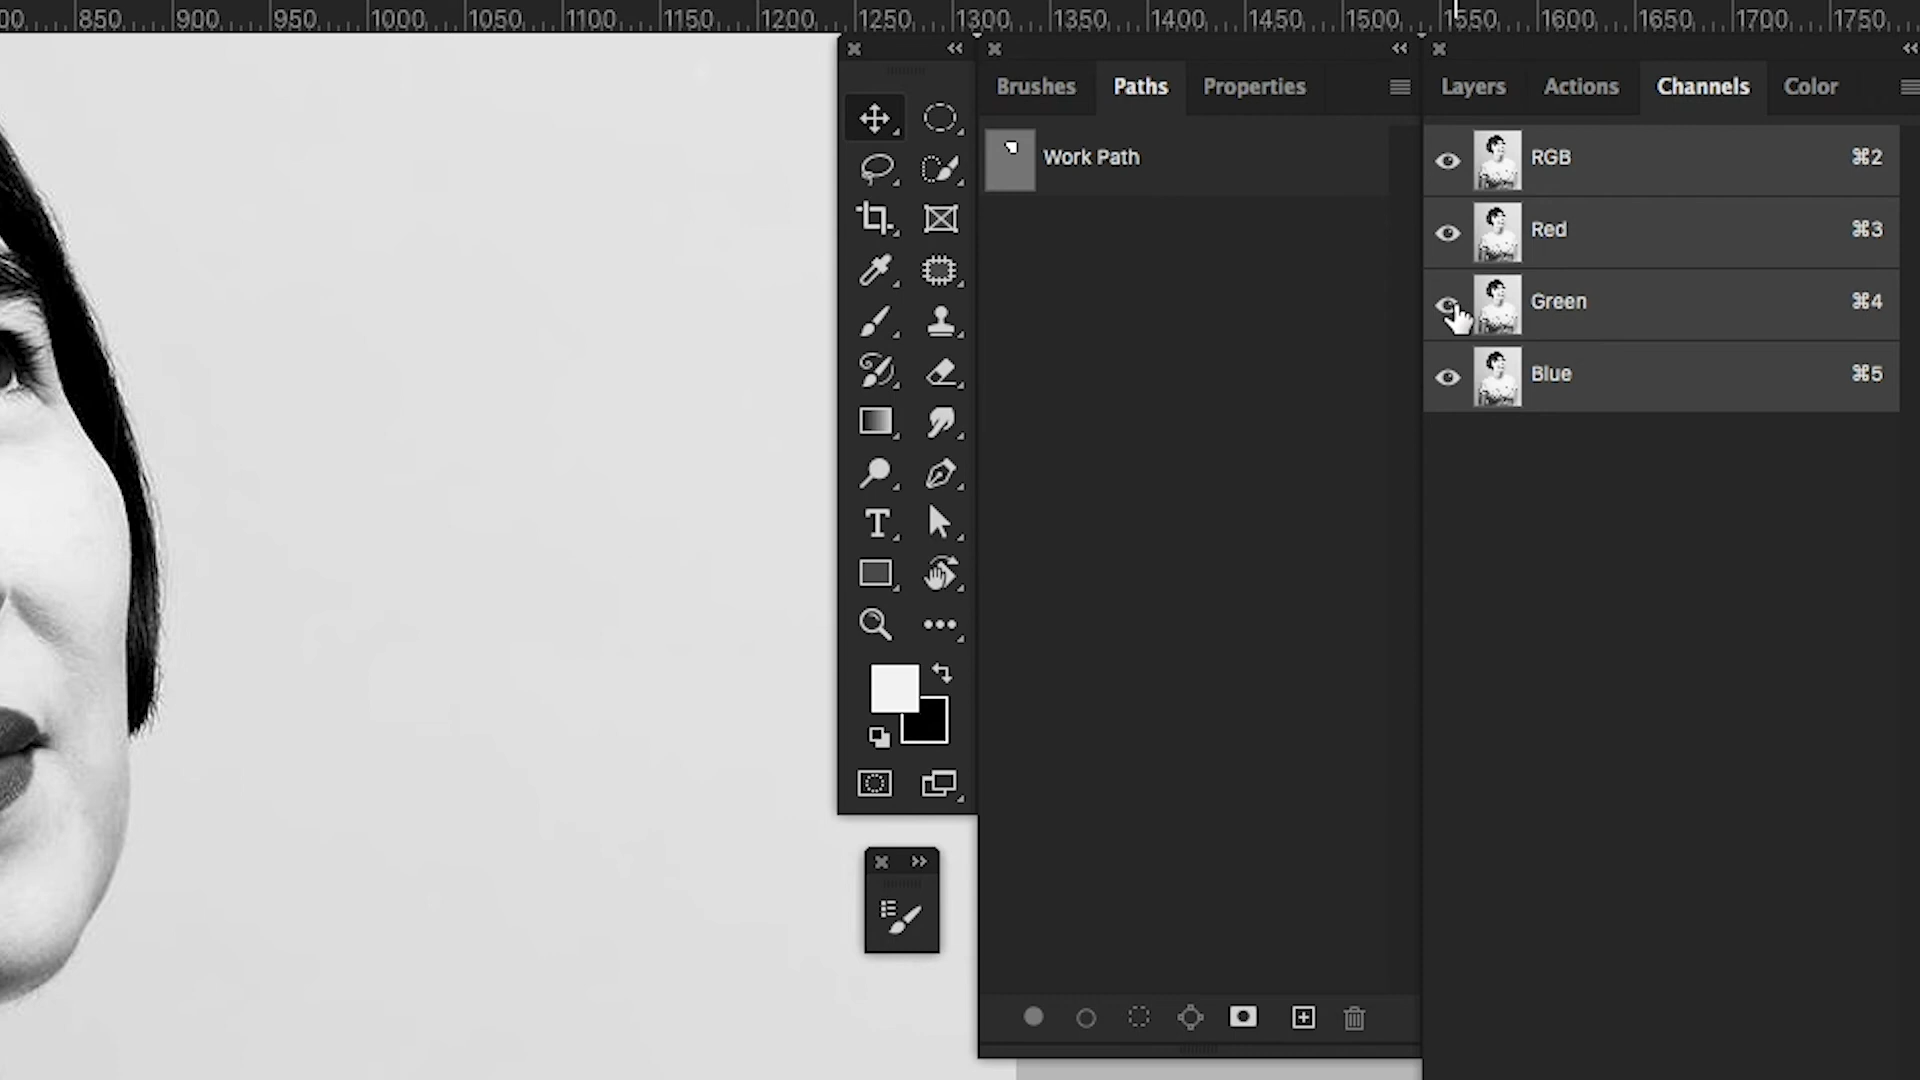 00 850 900 950 1000 1050 1100 1150 1200 1250 1300 1350 1400 1450 1500 1550 1600 1650 1700 1750
Brushes Paths Properties
Layers Actions Channels Color
Work Path
RGB ⌘2
Red ⌘3
Green ⌘4
Blue ⌘5